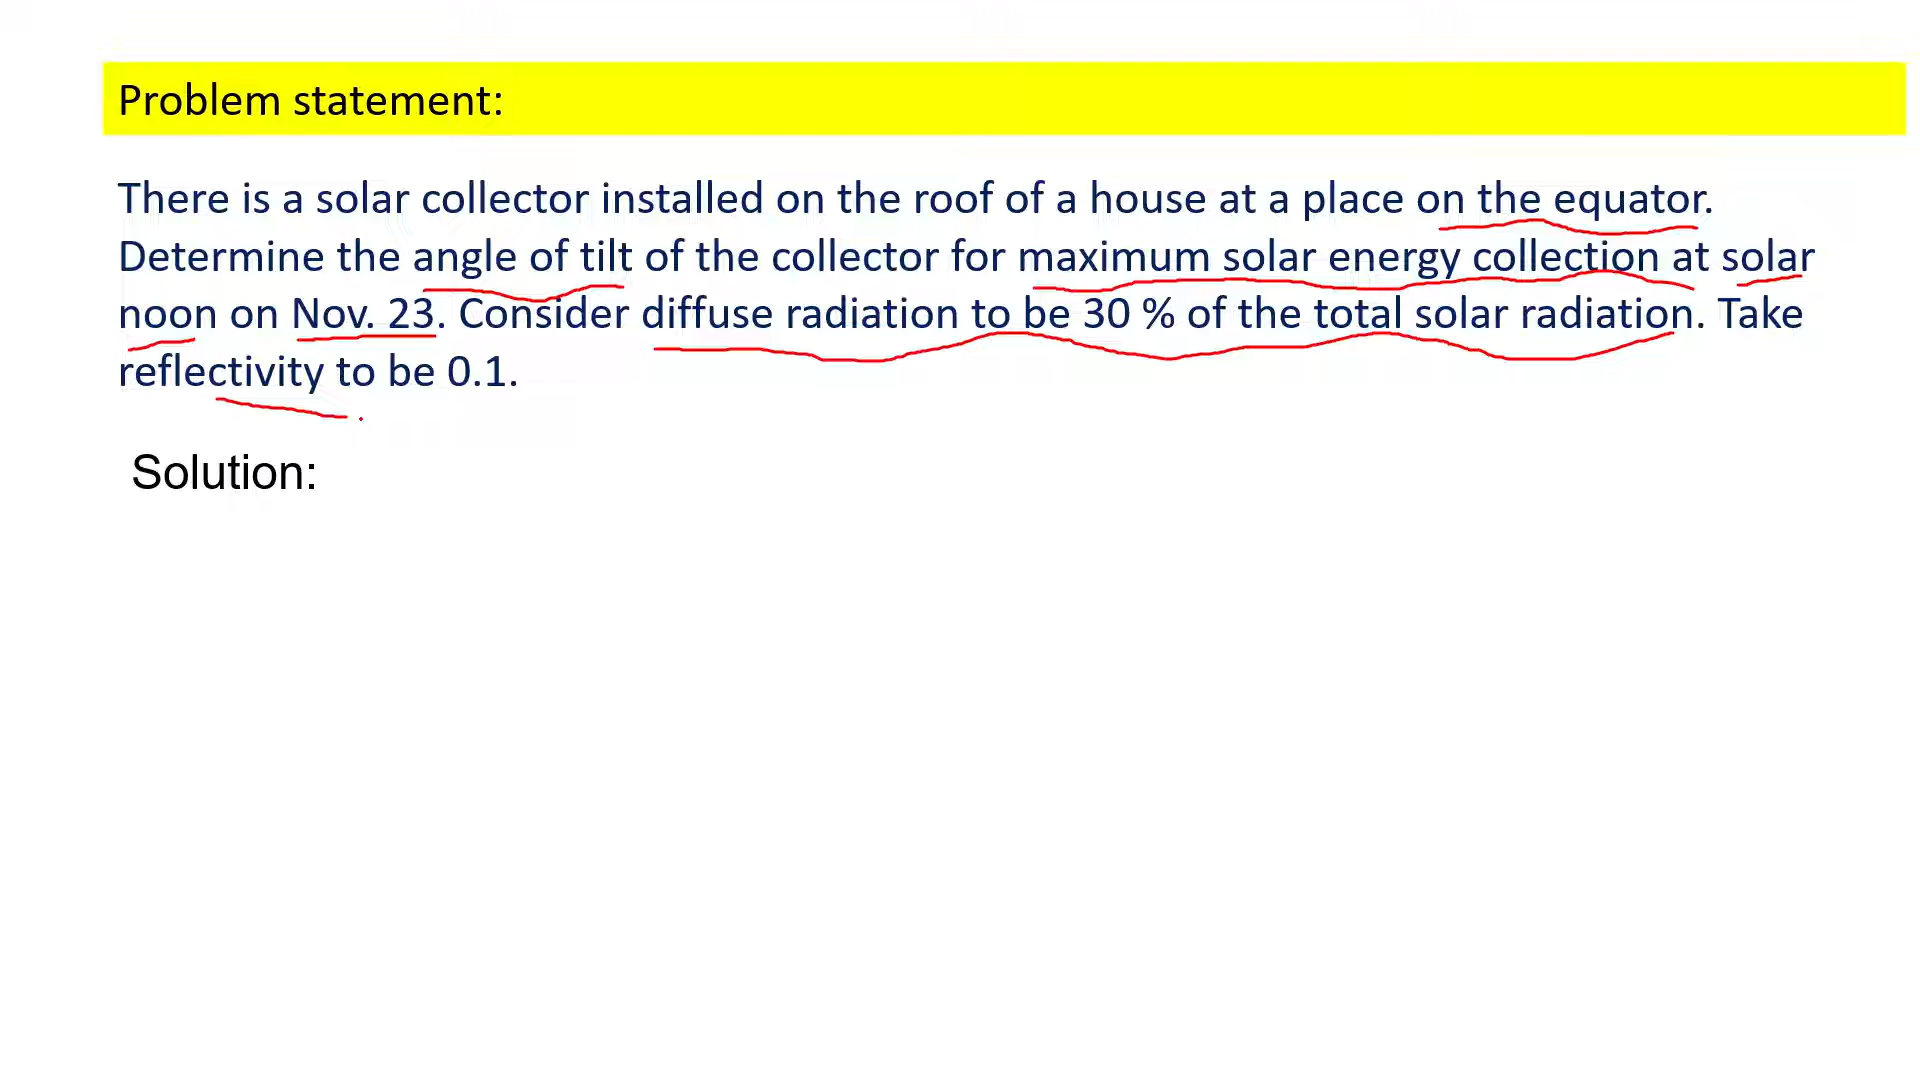 Problem statement:
There is a solar collector installed on the roof of a house at a place on the equator.
Determine the angle of tilt of the collector for maximum solar energy collection at solar
noon on Nov. 23. Consider diffuse radiation to be 30 % of the total solar radiation. Take
reflectivity to be 0.1.
Solution: